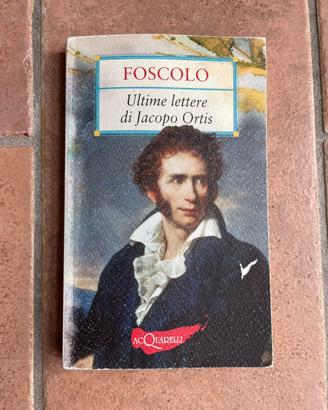 FOSCOLO
Ultime lettere
di Jacopo Ortis
ACQUARELLI